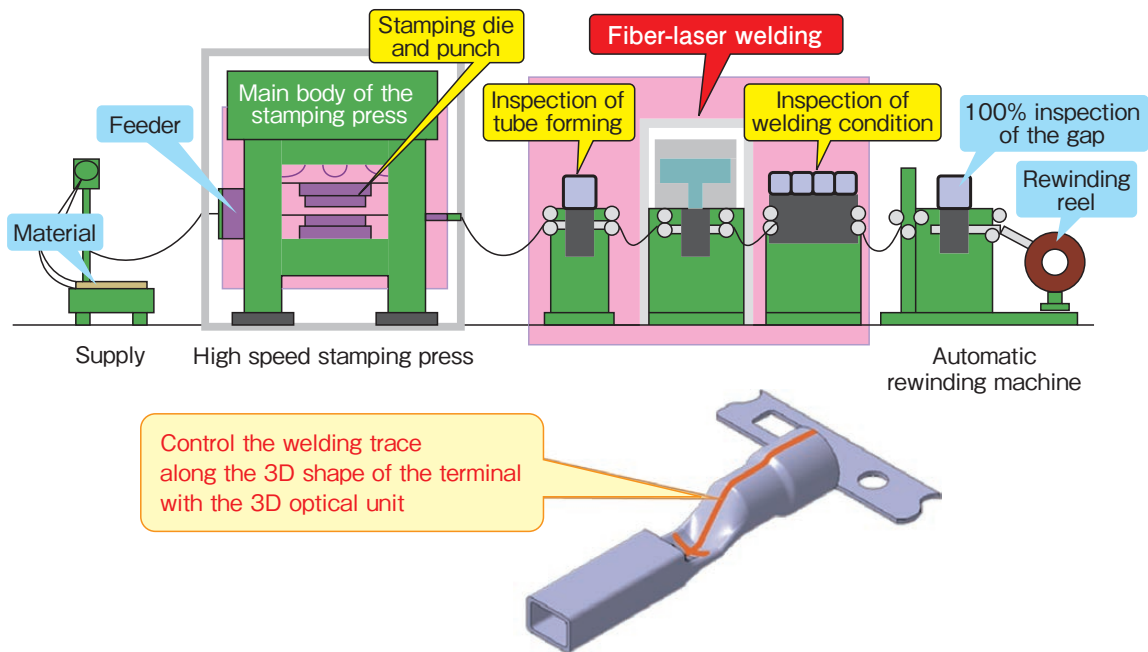 Stamping die
and punch
Fiber-laser welding
Main body of the
stamping press
Inspection of
tube forming
Inspection of
welding condition
100% inspection
of the gap
Feeder
Rewinding
reel
Material
Supply
High speed stamping press
Automatic
rewinding machine
Control the welding trace
along the 3D shape of the terminal
with the 3D optical unit